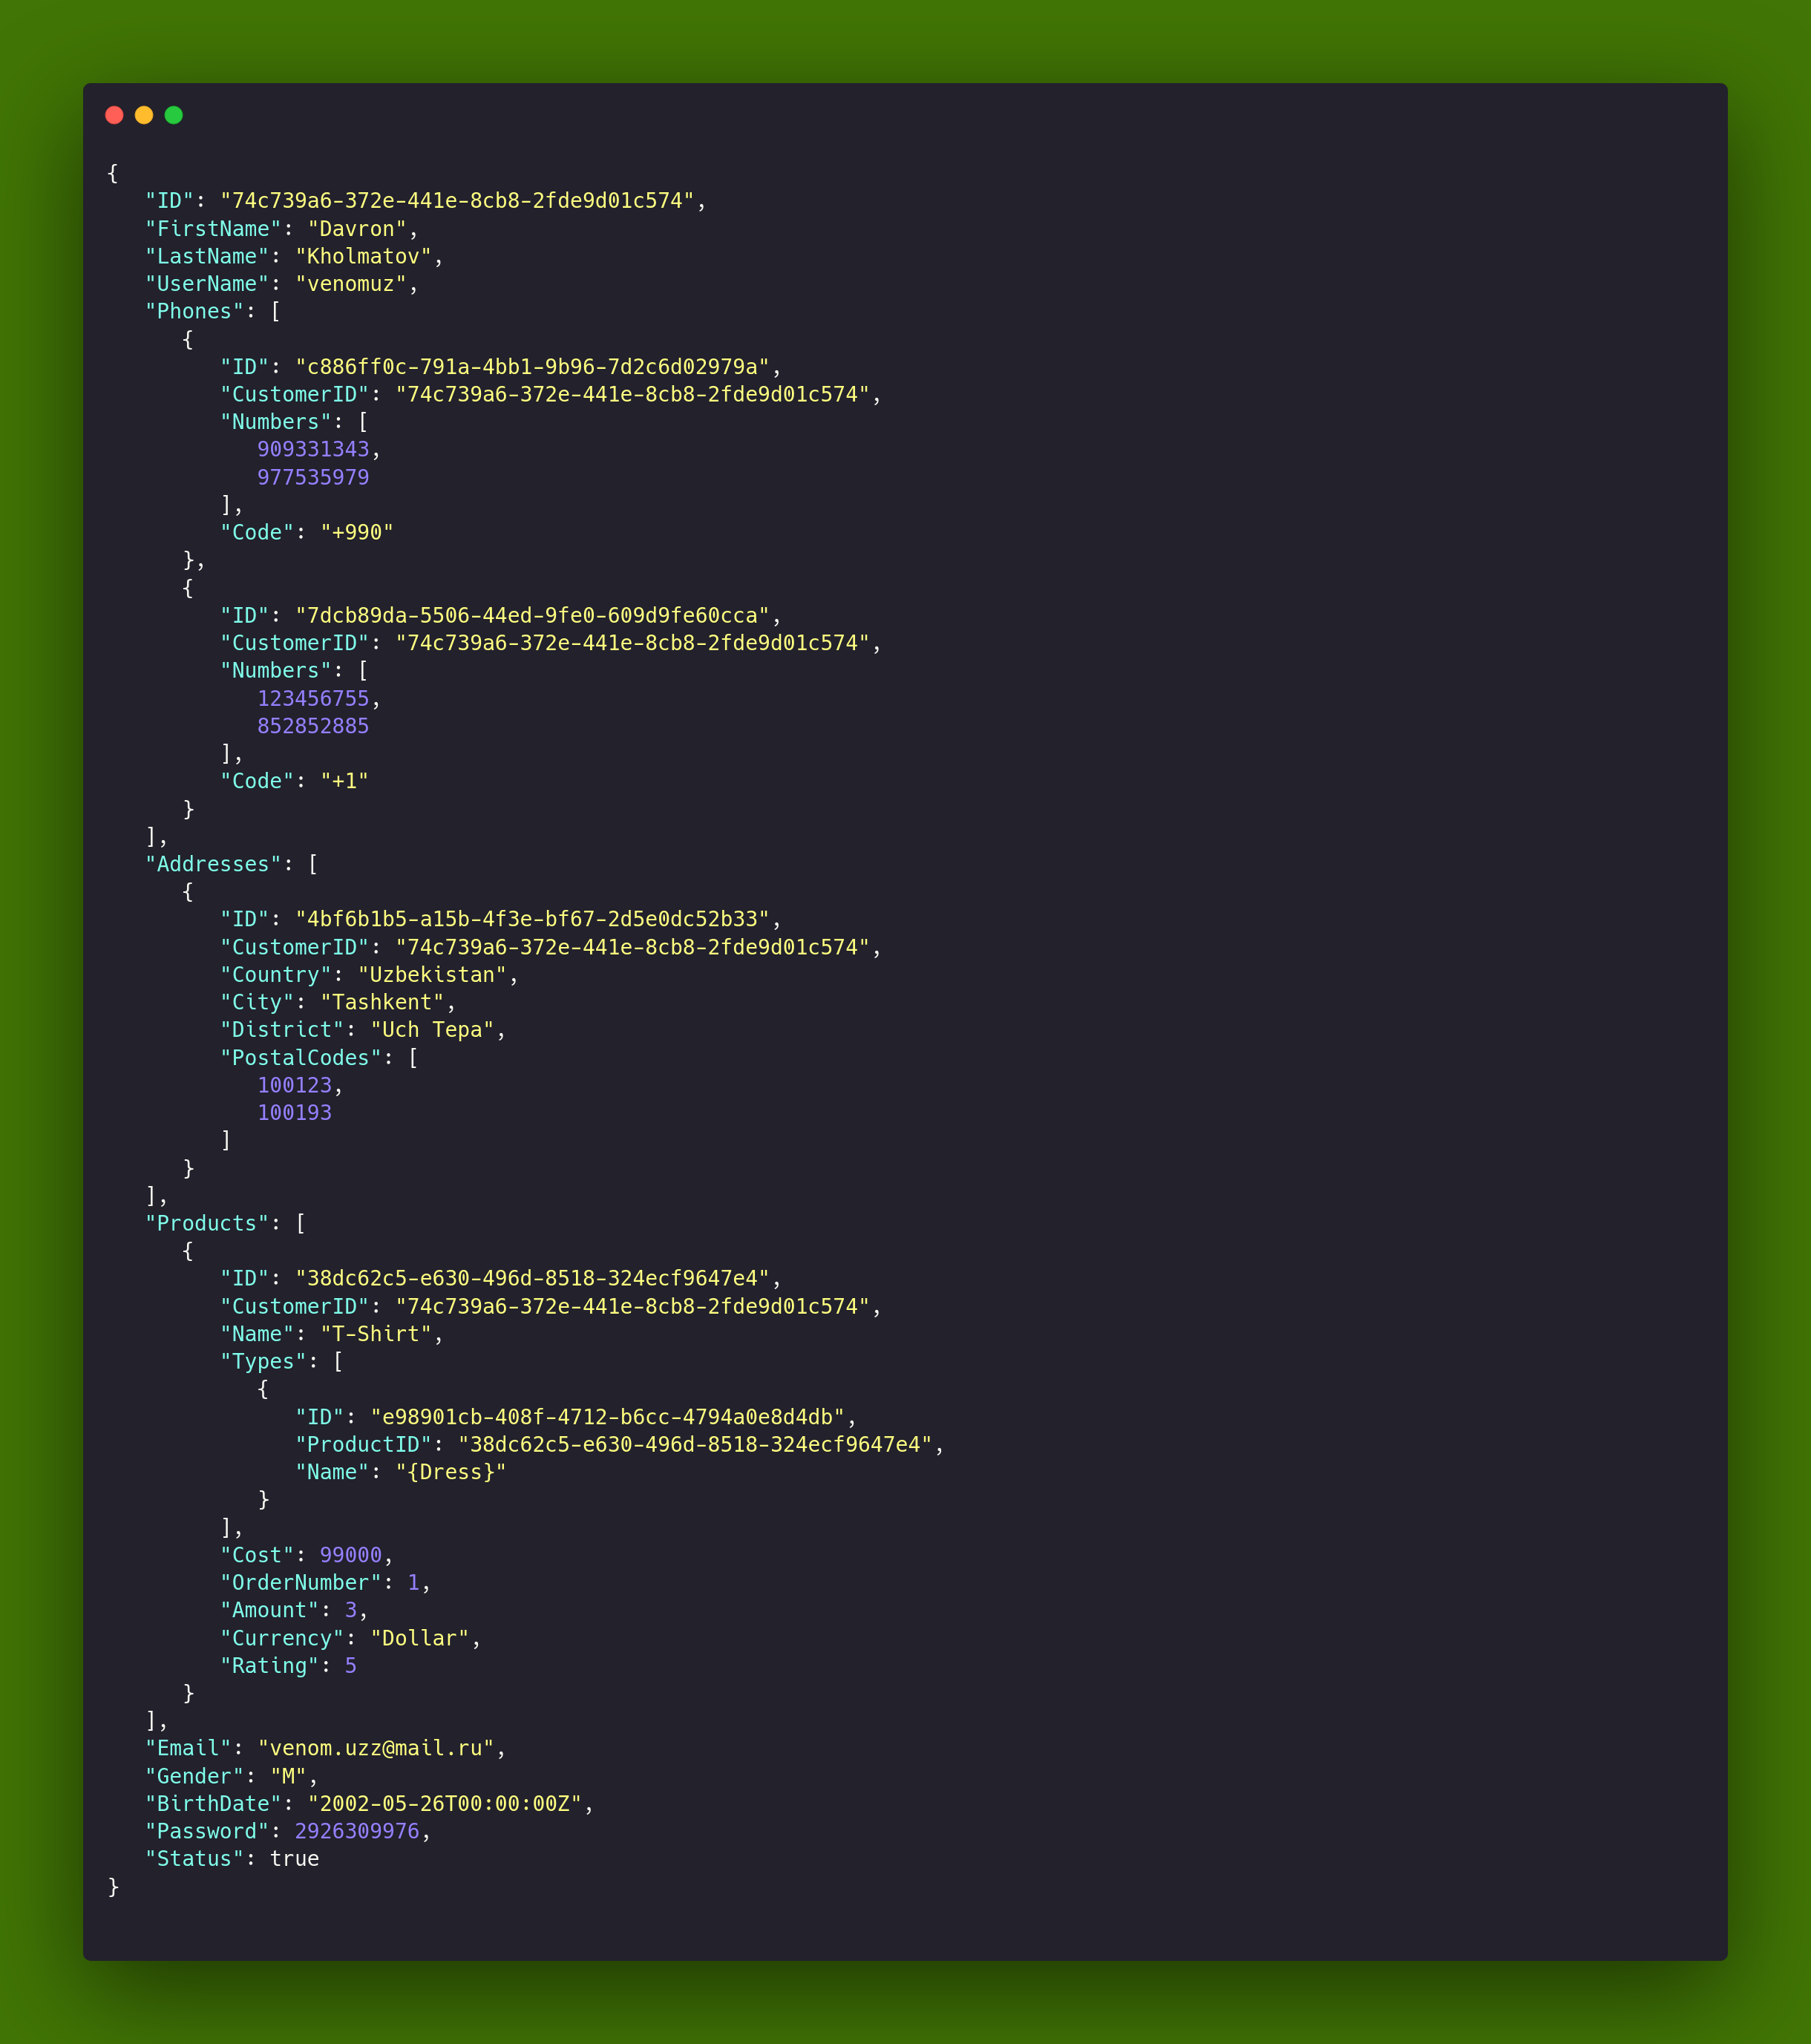 {
   "ID": "74c739a6-372e-441e-8cb8-2fde9d01c574",
   "FirstName": "Davron",
   "LastName": "Kholmatov",
   "UserName": "venomuz",
   "Phones": [
      {
         "ID": "c886ff0c-791a-4bb1-9b96-7d2c6d02979a",
         "CustomerID": "74c739a6-372e-441e-8cb8-2fde9d01c574",
         "Numbers": [
            909331343,
            977535979
         ],
         "Code": "+990"
      },
      {
         "ID": "7dcb89da-5506-44ed-9fe0-609d9fe60cca",
         "CustomerID": "74c739a6-372e-441e-8cb8-2fde9d01c574",
         "Numbers": [
            123456755,
            852852885
         ],
         "Code": "+1"
      }
   ],
   "Addresses": [
      {
         "ID": "4bf6b1b5-a15b-4f3e-bf67-2d5e0dc52b33",
         "CustomerID": "74c739a6-372e-441e-8cb8-2fde9d01c574",
         "Country": "Uzbekistan",
         "City": "Tashkent",
         "District": "Uch Tepa",
         "PostalCodes": [
            100123,
            100193
         ]
      }
   ],
   "Products": [
      {
         "ID": "38dc62c5-e630-496d-8518-324ecf9647e4",
         "CustomerID": "74c739a6-372e-441e-8cb8-2fde9d01c574",
         "Name": "T-Shirt",
         "Types": [
            {
               "ID": "e98901cb-408f-4712-b6cc-4794a0e8d4db",
               "ProductID": "38dc62c5-e630-496d-8518-324ecf9647e4",
               "Name": "{Dress}"
            }
         ],
         "Cost": 99000,
         "OrderNumber": 1,
         "Amount": 3,
         "Currency": "Dollar",
         "Rating": 5
      }
   ],
   "Email": "venom.uzz@mail.ru",
   "Gender": "M",
   "BirthDate": "2002-05-26T00:00:00Z",
   "Password": 2926309976,
   "Status": true
}